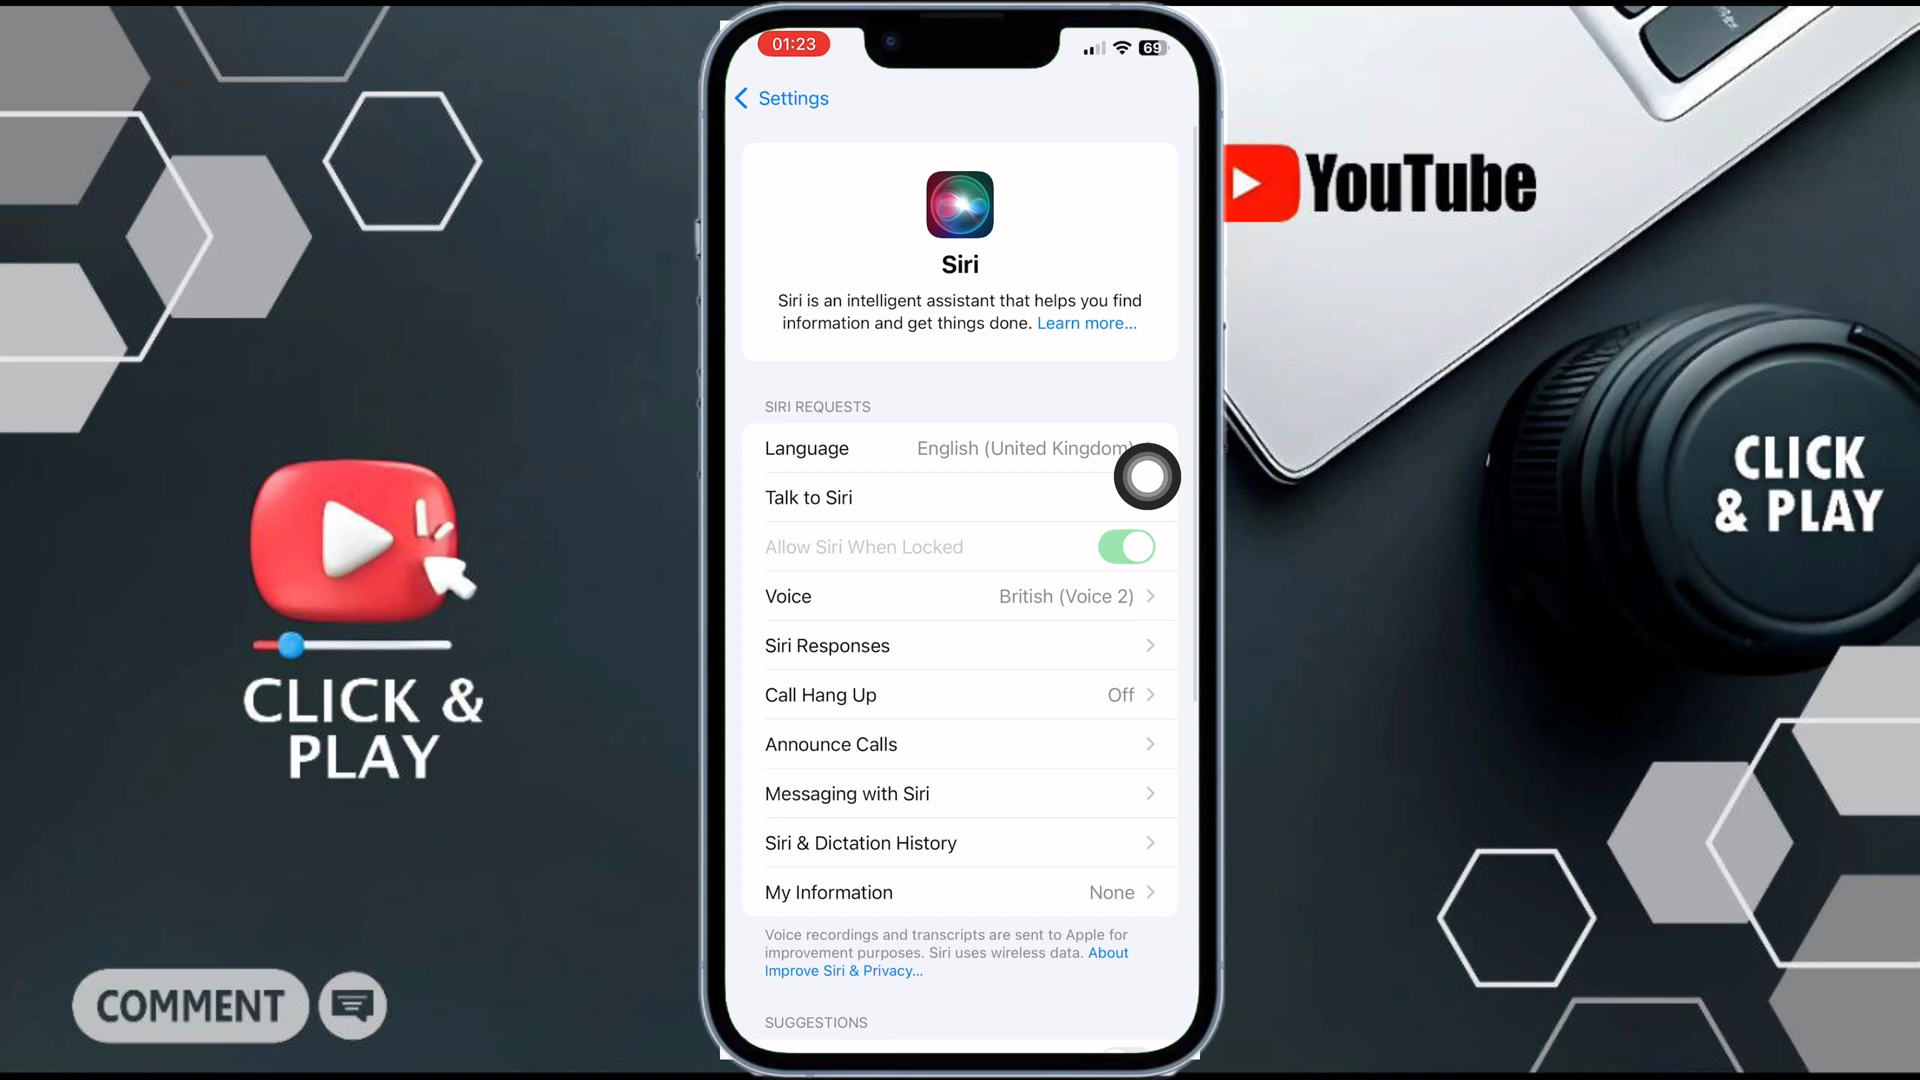 01:23
69
Settings
Siri
Siri is an intelligent assistant that helps you find
information and get things done. Learn more...
SIRI REQUESTS
Language English (United Kingdom)
Talk to Siri
Allow Siri When Locked
Voice British (Voice 2)
Siri Responses
Call Hang Up Off
Announce Calls
Messaging with Siri
Siri & Dictation History
My Information None
Voice recordings and transcripts are sent to Apple for
improvement purposes. Siri uses wireless data. About
Improve Siri & Privacy...
SUGGESTIONS
YouTube
CLICK
& PLAY
CLICK &
PLAY
COMMENT